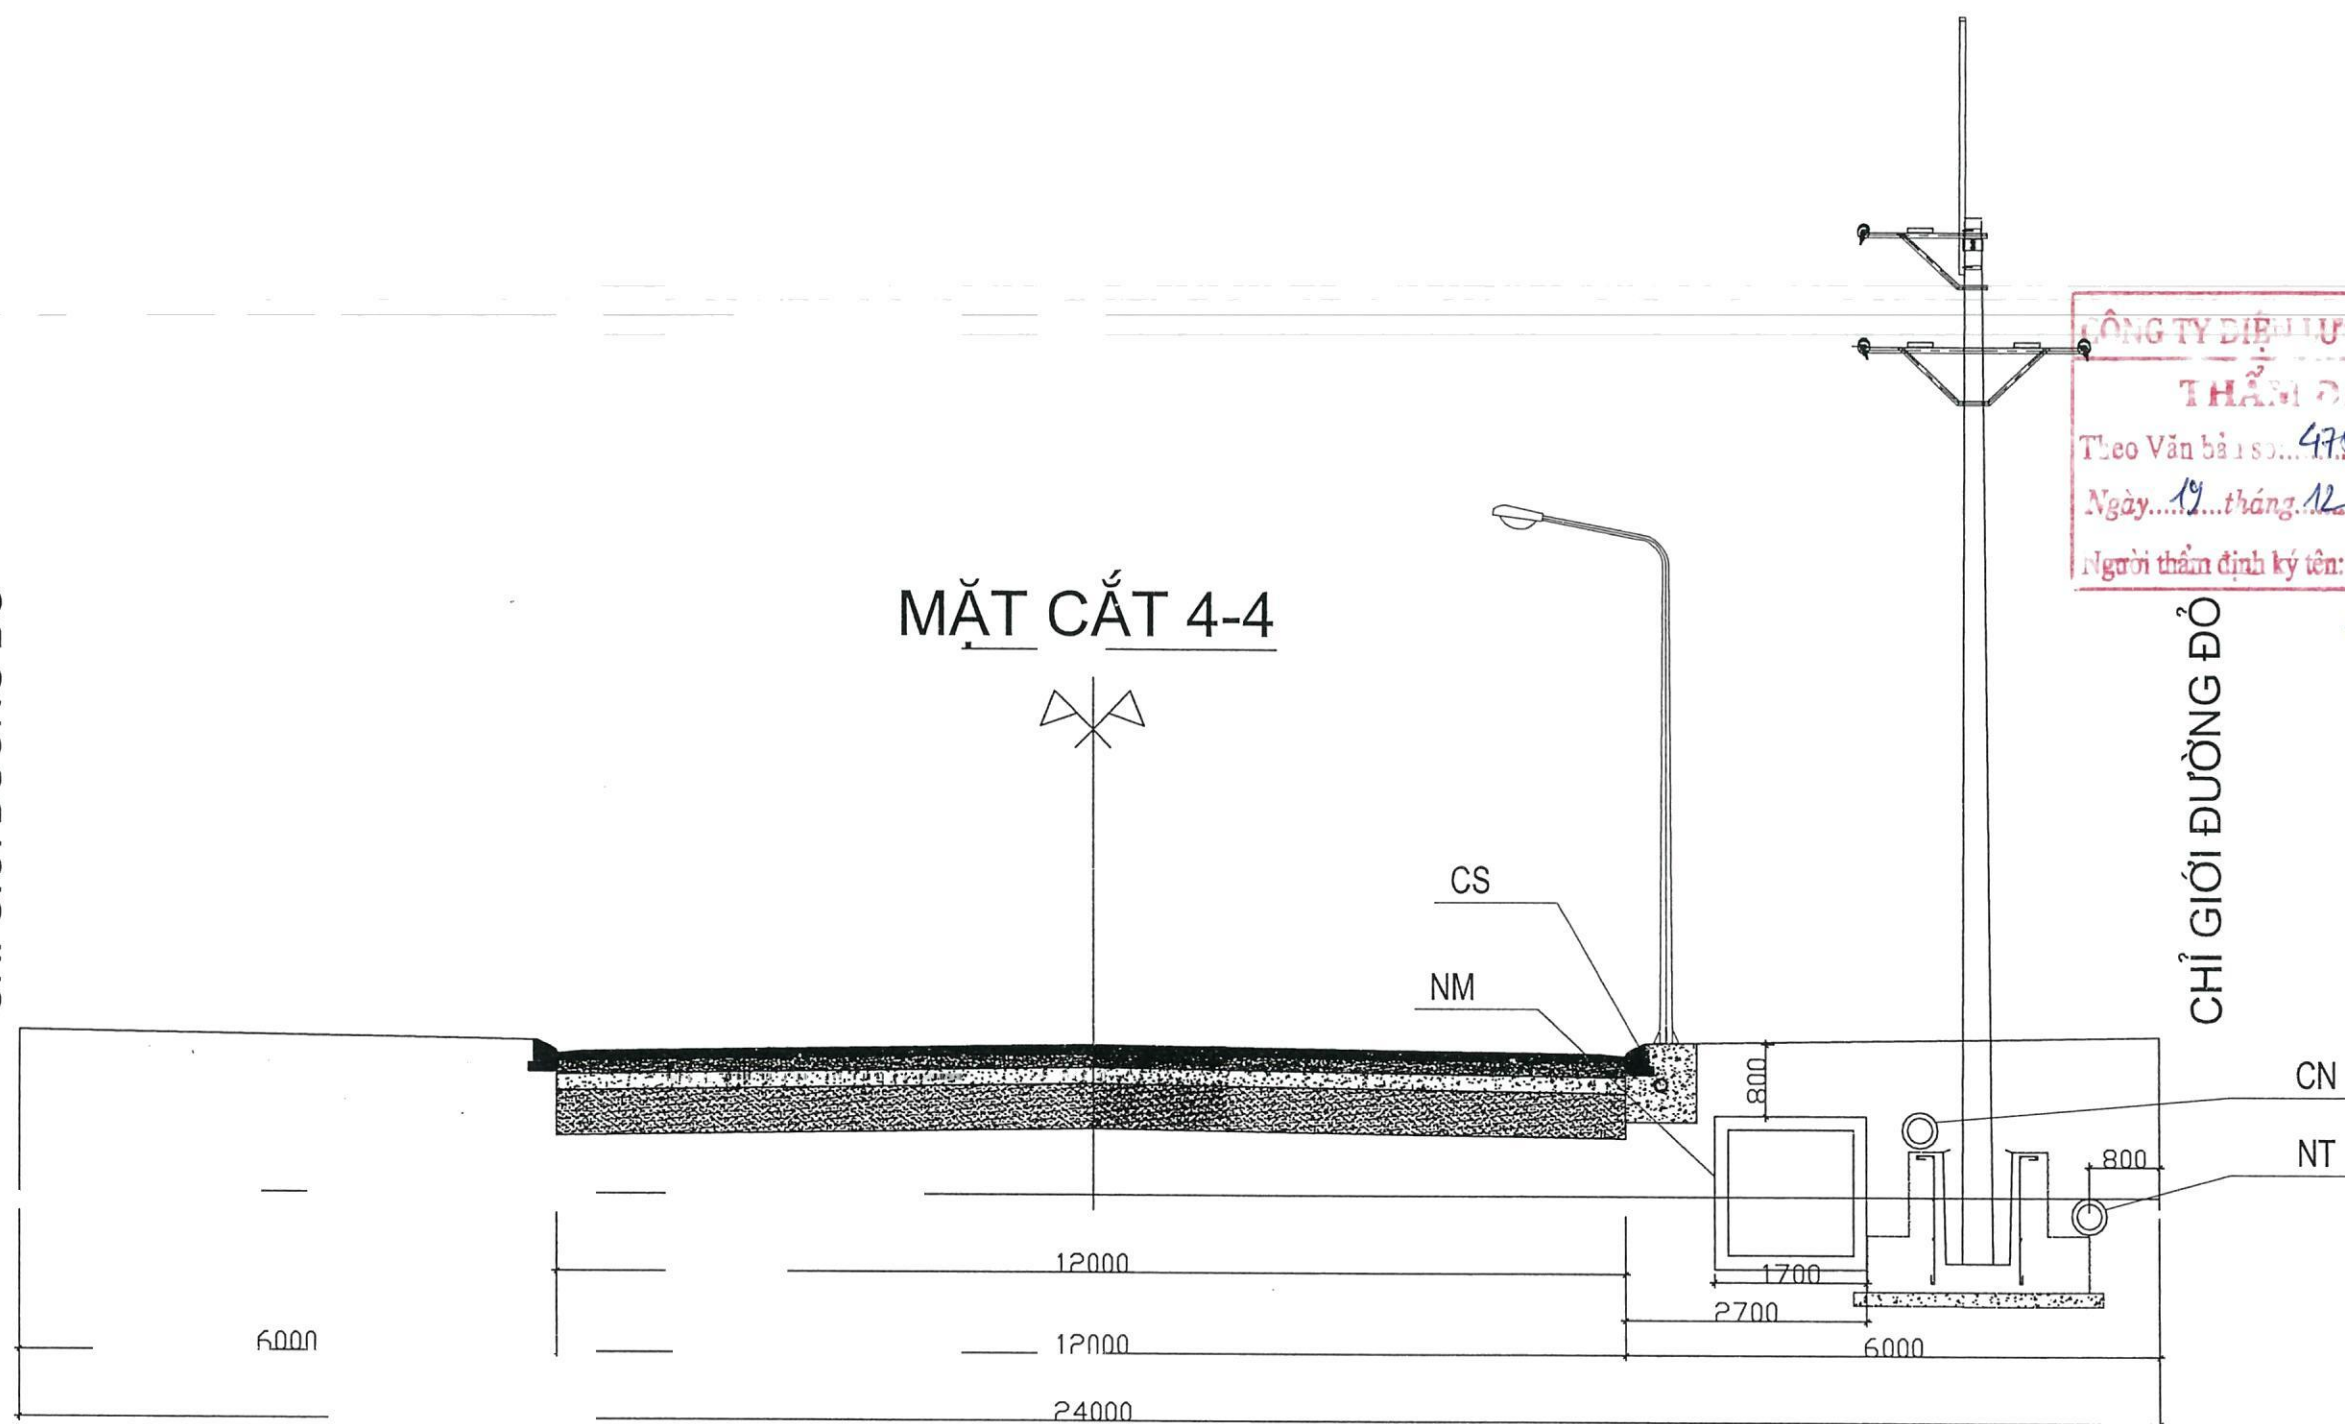 CÔNG TY ĐIỆN LỰ
THẨM Đ
Theo Văn bản số:...47
Ngày...19...tháng.12
Người thẩm định ký tên:
MẶT CẮT 4-4
CHỈ GIỚI ĐƯỜNG ĐỎ
CS
NM
800
CN
800
NT
12000
1700
2700
6000
12000
6000
24000